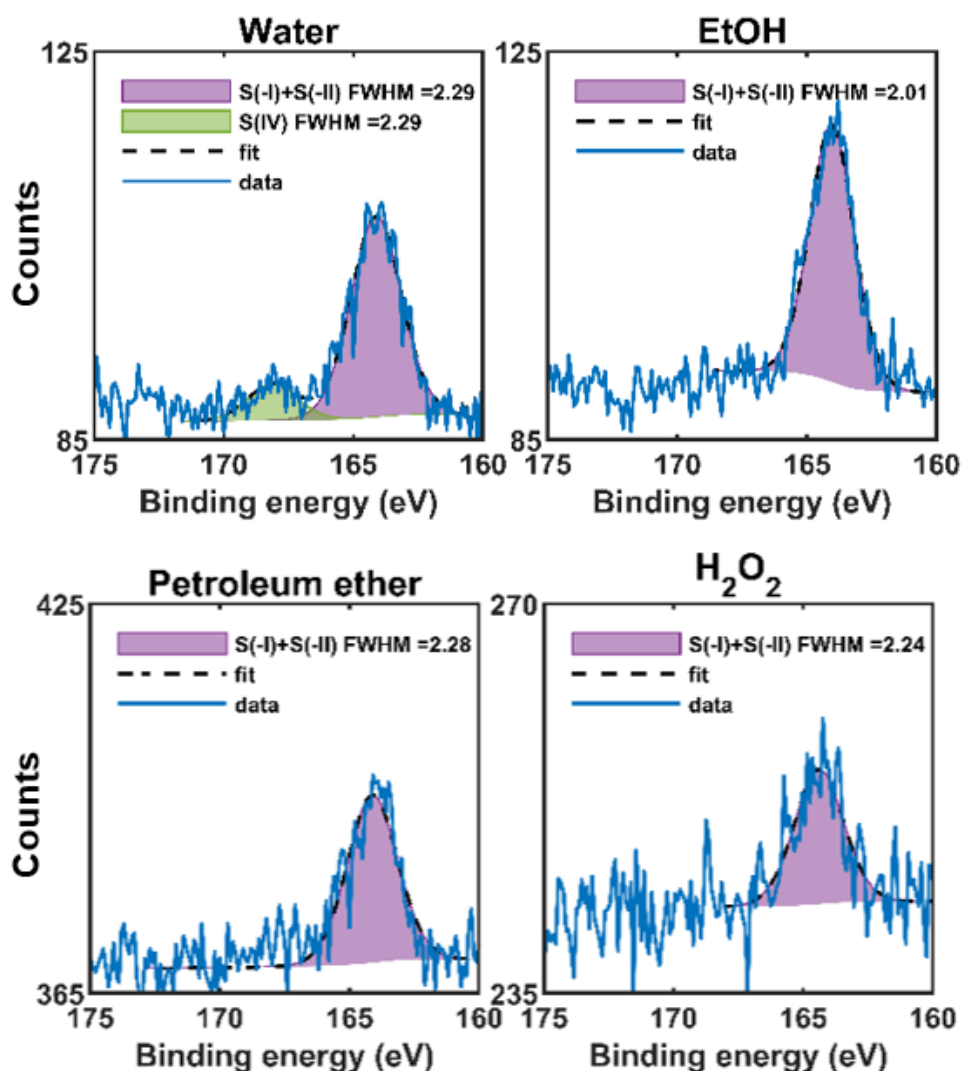 Water
125
S(-I)+S(-II) FWHM =2.29
S(IV) FWHM =2.29
fit
data
Counts
85
175 170 165 160
Binding energy (eV)
EtOH
125
S(-I)+S(-II) FWHM =2.01
fit
data
85
175 170 165 160
Binding energy (eV)
Petroleum ether
425
S(-I)+S(-II) FWHM =2.28
fit
data
Counts
365
175 170 165 160
Binding energy (eV)
H₂O₂
270
S(-I)+S(-II) FWHM =2.24
fit
data
235
175 170 165 160
Binding energy (eV)